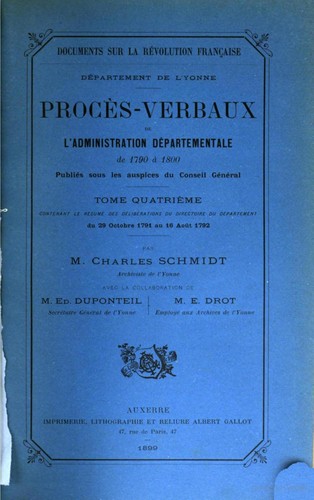 DOCUMENTS SUR LA RÉVOLUTION FRANÇAISE
DÉPARTEMENT DE L'YONNE
PROCÈS-VERBAUX
DE
L'ADMINISTRATION DÉPARTEMENTALE
de 1790 à 1800
Publiés sous les auspices du Conseil Général
TOME QUATRIÈME
CONTENANT LE RÉSUMÉ DES DÉLIBÉRATIONS DU DIRECTOIRE DU DÉPARTEMENT
du 29 Octobre 1791 au 16 Août 1792
PAR
M. CHARLES SCHMIDT
Archiviste de l'Yonne
AVEC LA COLLABORATION DE
M. ED. DUPONTEIL
Secrétaire Général de l'Yonne
M. E. DROT
Employé aux Archives de l'Yonne
AUXERRE
IMPRIMERIE, LITHOGRAPHIE ET RELIURE ALBERT GALLOT
47, rue de Paris, 47
1899